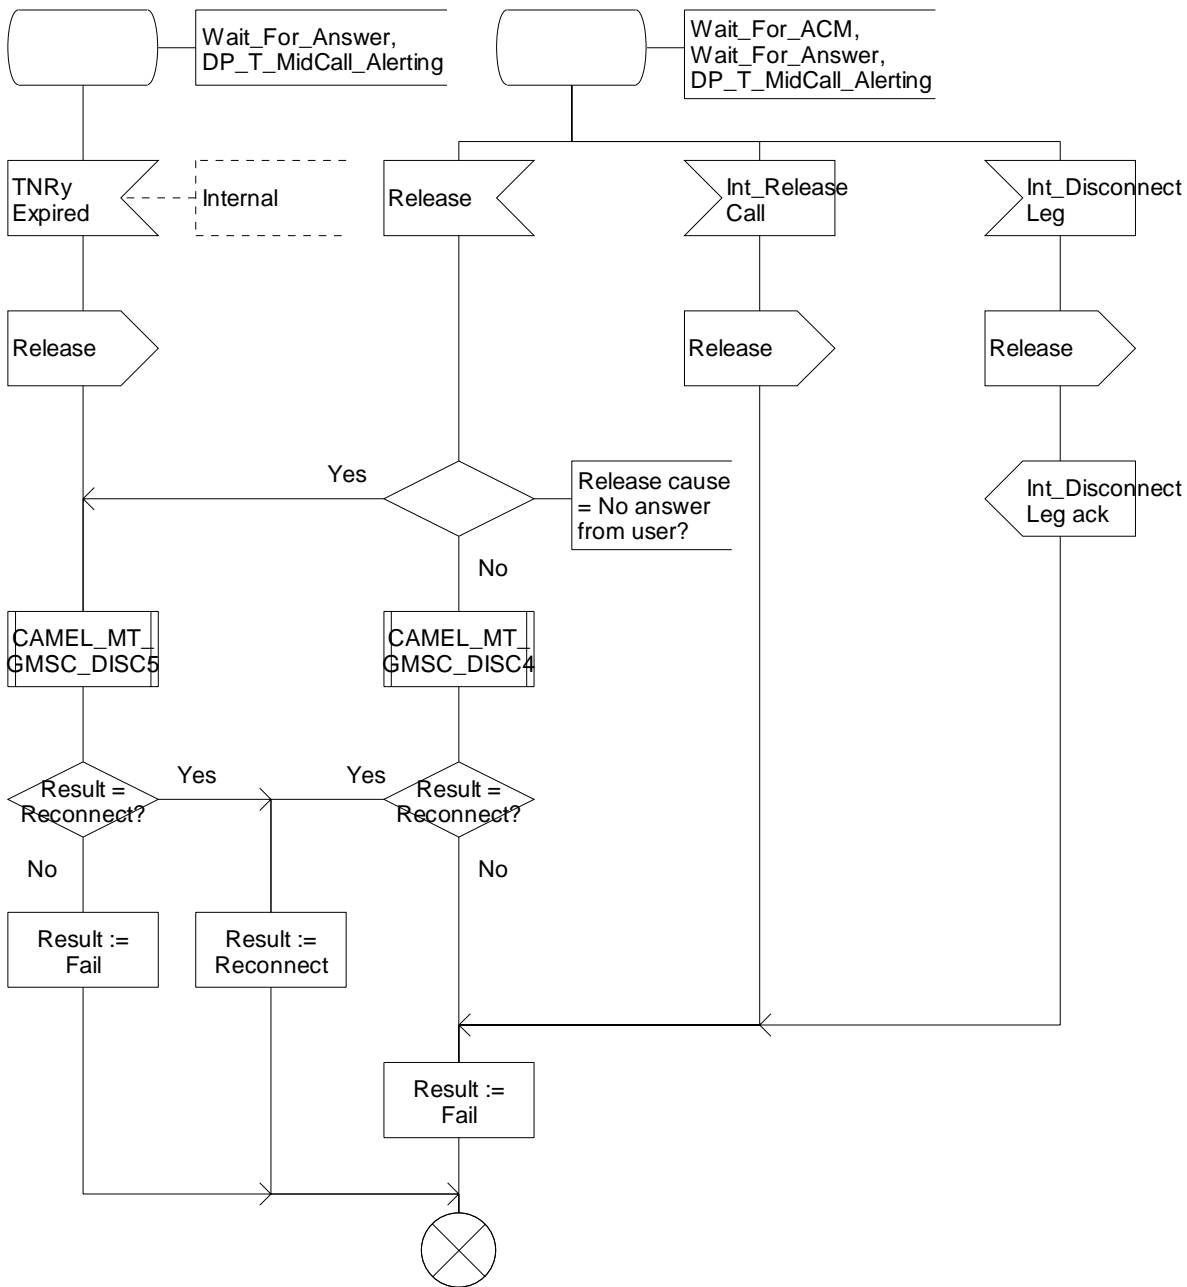 Wait_For_Answer,
DP_T_MidCall_Alerting
Wait_For_ACM,
Wait_For_Answer,
DP_T_MidCall_Alerting
TNRy
Expired
Internal
Release
Int_Release
Call
Int_Disconnect
Leg
Release
Release
Release
Yes
Release cause
= No answer
from user?
Int_Disconnect
Leg ack
No
CAMEL_MT_
GMSC_DISC5
CAMEL_MT_
GMSC_DISC4
Result =
Reconnect?
Yes
Yes
Result =
Reconnect?
No
No
Result :=
Fail
Result :=
Reconnect
Result :=
Fail